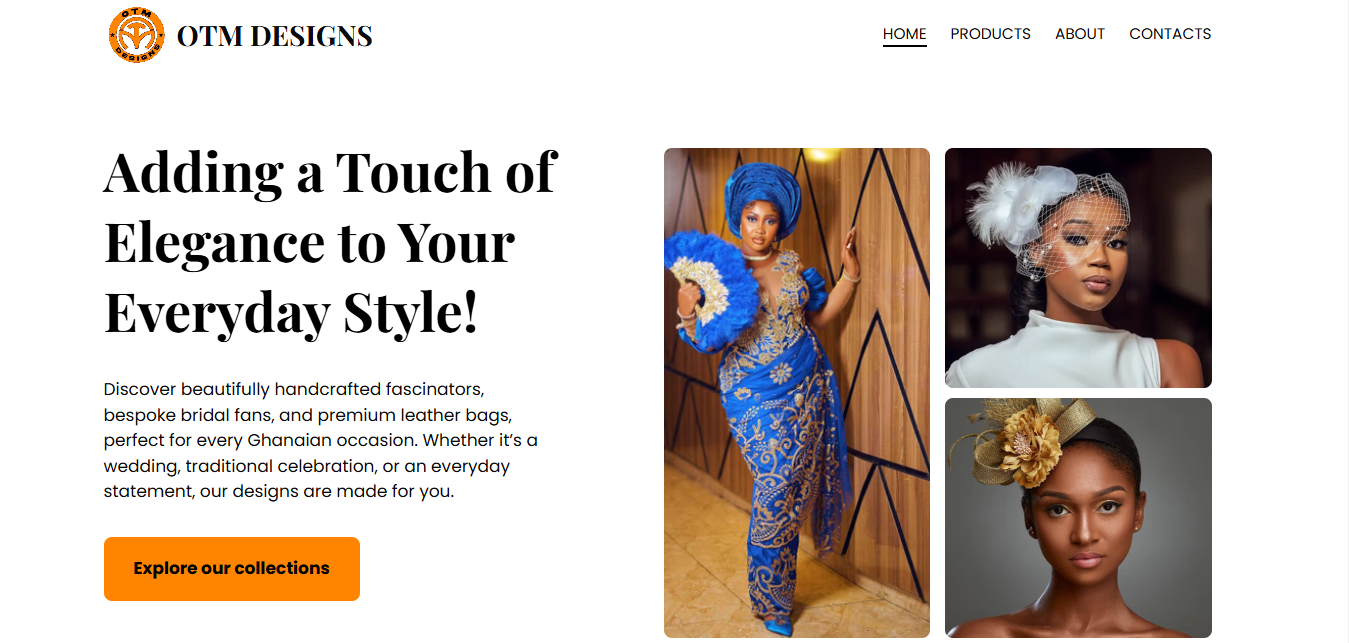 OTM
DESIGNS
OTM DESIGNS
HOME PRODUCTS ABOUT CONTACTS
Adding a Touch of
Elegance to Your
Everyday Style!
Discover beautifully handcrafted fascinators,
bespoke bridal fans, and premium leather bags,
perfect for every Ghanaian occasion. Whether it’s a
wedding, traditional celebration, or an everyday
statement, our designs are made for you.
Explore our collections